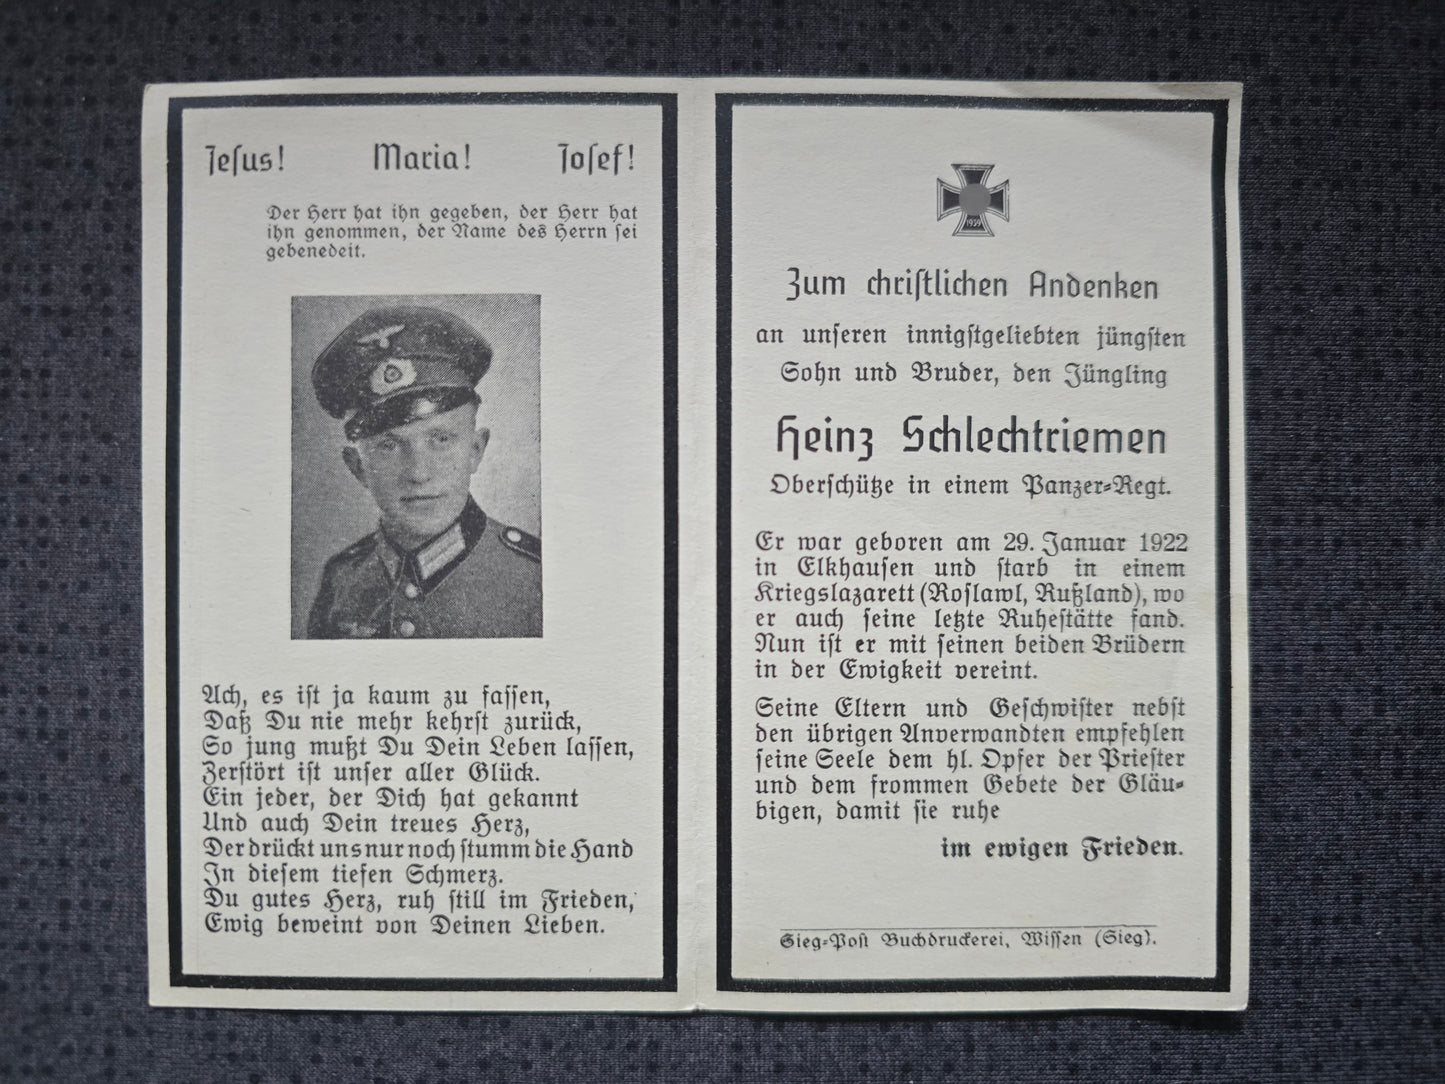 Jesus! Maria! Josef!
Der Herr hat ihn gegeben, der Herr hat
ihn genommen, der Name des Herrn sei
gebenedeit.
Ach, es ist ja kaum zu fassen,
Daß Du nie mehr kehrst zurück,
So jung mußt Du Dein Leben lassen,
Zerstört ist unser aller Glück.
Ein jeder, der Dich hat gekannt
Und auch Dein treues Herz,
Der drückt uns nur noch stumm die Hand
In diesem tiefen Schmerz.
Du gutes Herz, ruh still im Frieden,
Ewig beweint von Deinen Lieben.
1939
Zum christlichen Andenken
an unseren innigstgeliebten jüngsten
Sohn und Bruder, den Jüngling
Heinz Schlechtriemen
Oberschütze in einem Panzer-Regt.
Er war geboren am 29. Januar 1922
in Elkhausen und starb in einem
Kriegslazarett (Roslawl, Rußland), wo
er auch seine letzte Ruhestätte fand.
Nun ist er mit seinen beiden Brüdern
in der Ewigkeit vereint.
Seine Eltern und Geschwister nebst
den übrigen Anverwandten empfehlen
seine Seele dem hl. Opfer der Priester
und dem frommen Gebete der Gläu-
bigen, damit sie ruhe
im ewigen Frieden.
Sieg-Post Buchdruckerei, Wissen (Sieg).